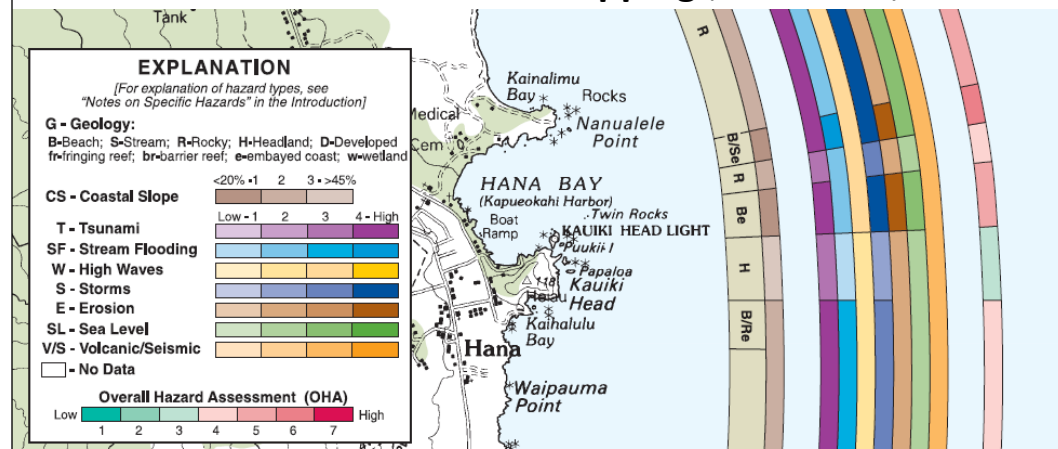 Tank
EXPLANATION
[For explanation of hazard types, see
“Notes on Specific Hazards” in the Introduction]
G - Geology:
B-Beach; S-Stream; R-Rocky; H-Headland; D-Developed
fr-fringing reef; br-barrier reef; e-embayed coast; w-wetland
<20% - 1 2 3 - >45%
CS - Coastal Slope
Low - 1 2 3 4 - High
T - Tsunami
SF - Stream Flooding
W - High Waves
S - Storms
E - Erosion
SL - Sea Level
V/S - Volcanic/Seismic
- No Data
Overall Hazard Assessment (OHA)
Low High
1 2 3 4 5 6 7
Medical
Cem
Kainalimu
Bay
Rocks
Nanualele
Point
HANA BAY
(Kapueokahi Harbor)
Twin Rocks
Boat
Ramp
KAUIKI HEAD LIGHT
Puukii I
Papaloa
118
Heiau
Kauiki
Head
Kaihalulu
Bay
Hana
Waipauma
Point
R
B/Se
R
Be
H
B/Re